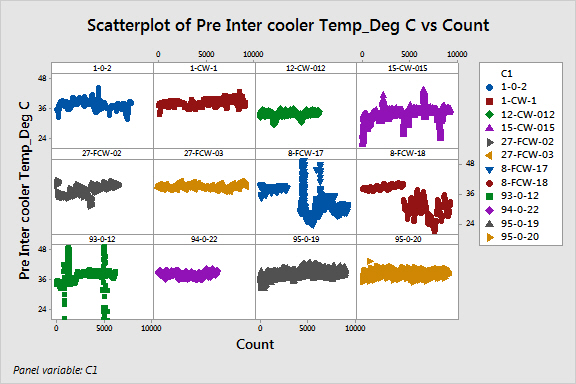 Scatterplot of Pre Inter cooler Temp_Deg C vs Count
0 5000 10000 0 5000 10000
1-0-2 1-CW-1 12-CW-012 15-CW-015
48
36
24
27-FCW-02 27-FCW-03 8-FCW-17 8-FCW-18
48
36
24
93-0-12 94-0-22 95-0-19 95-0-20
48
36
24
0 5000 10000 0 5000 10000
Pre Inter cooler Temp_Deg C
Count
C1
1-0-2
1-CW-1
12-CW-012
15-CW-015
27-FCW-02
27-FCW-03
8-FCW-17
8-FCW-18
93-0-12
94-0-22
95-0-19
95-0-20
Panel variable: C1